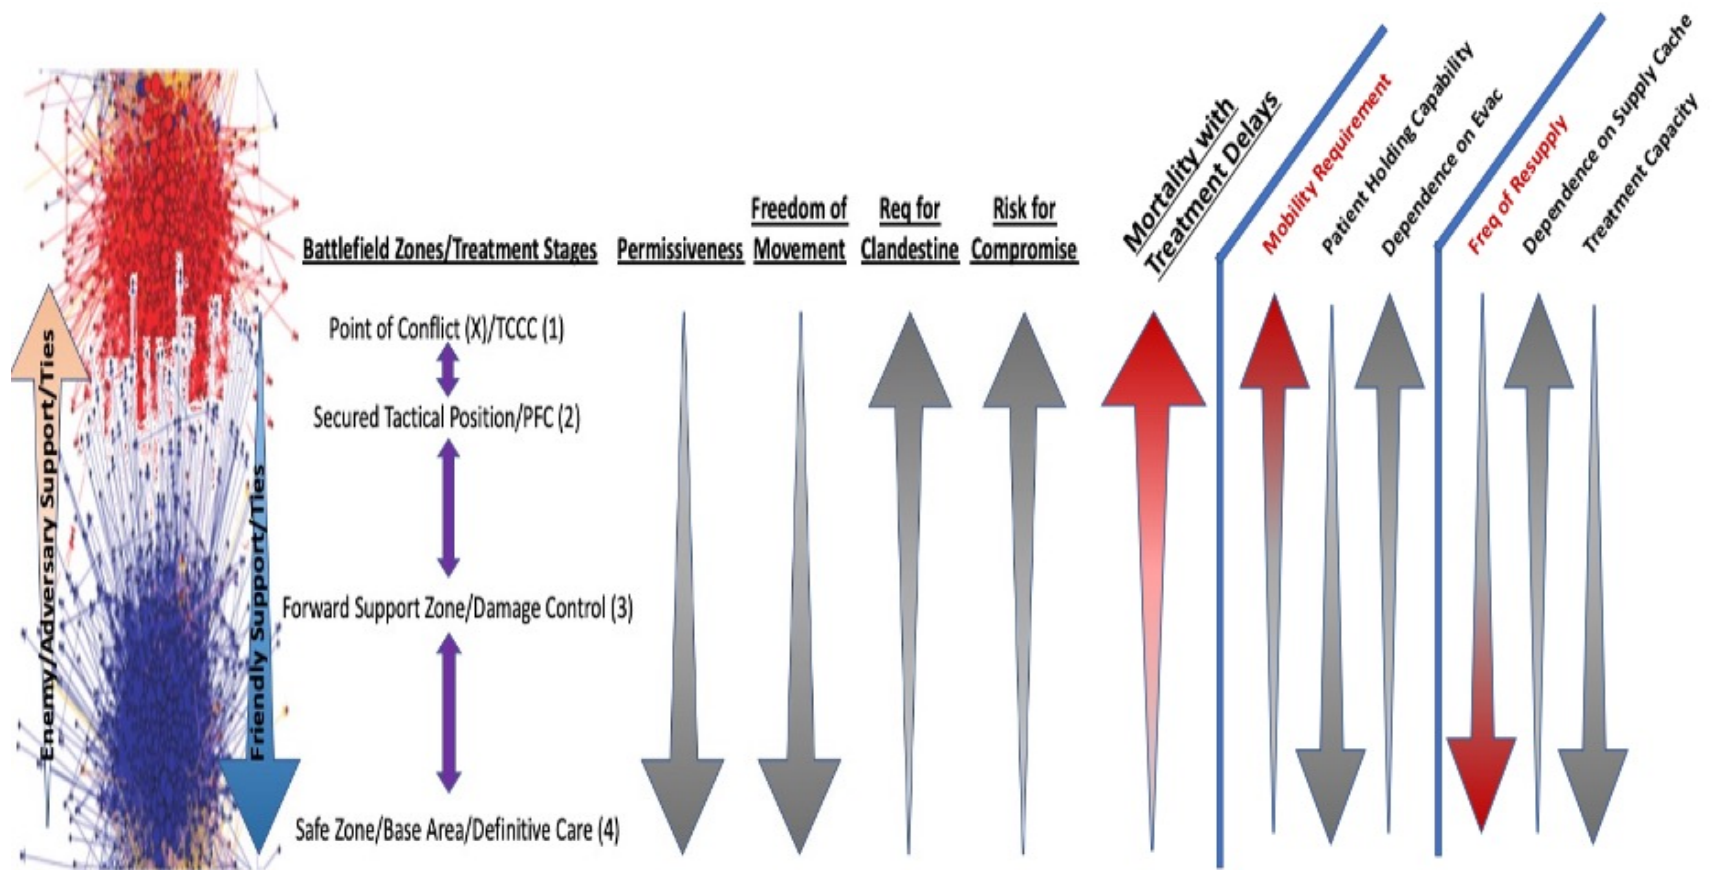 Enemy/Adversary Support/Ties
Friendly Support/Ties
Battlefield Zones/Treatment Stages
Point of Conflict (X)/TCCC (1)
Secured Tactical Position/PFC (2)
Forward Support Zone/Damage Control (3)
Safe Zone/Base Area/Definitive Care (4)
Permissiveness
Freedom of
Movement
Req for
Clandestine
Risk for
Compromise
Mortality with
Treatment Delays
Mobility Requirement
Patient Holding Capability
Dependence on Evac
Freq of Resupply
Dependence on Supply Cache
Treatment Capacity